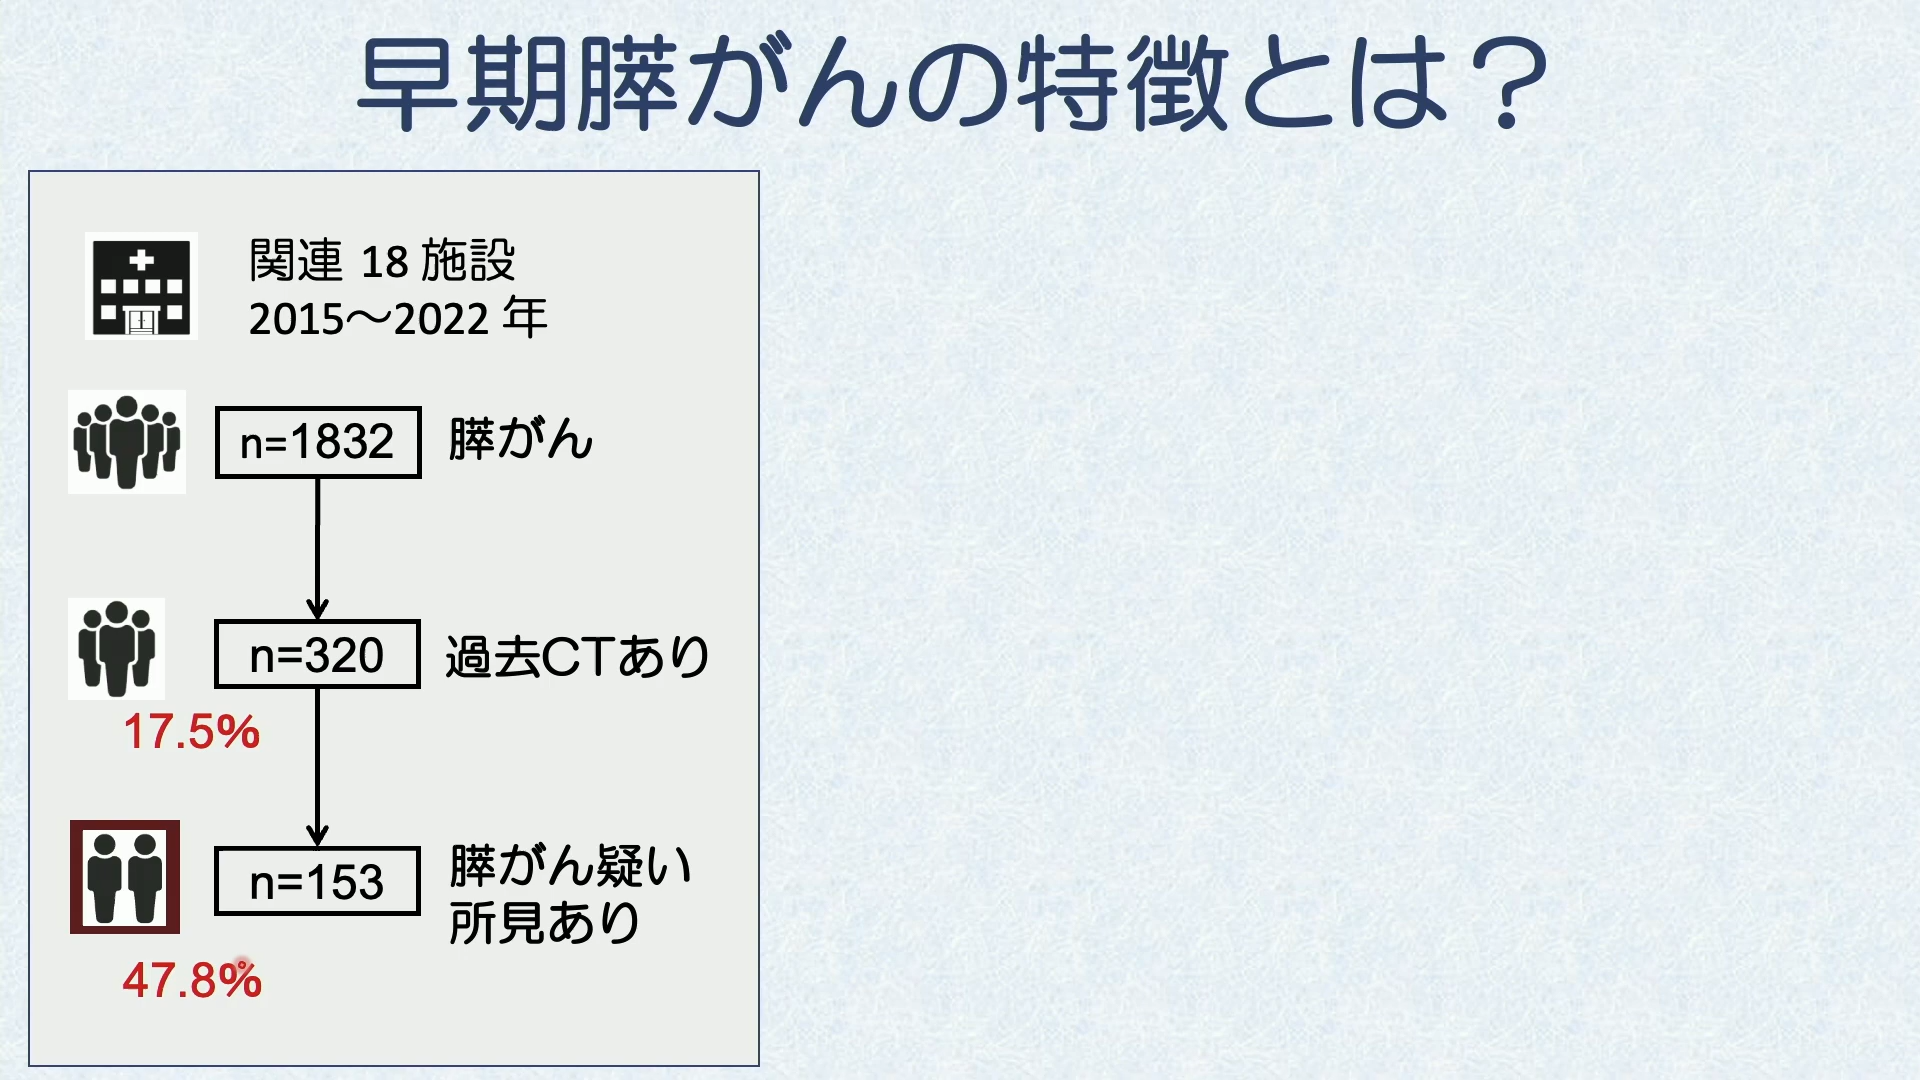 早期膵がんの特徴とは？
関連 18 施設
2015～2022 年
n=1832
膵がん
n=320
過去CTあり
17.5%
n=153
膵がん疑い
所見あり
47.8%